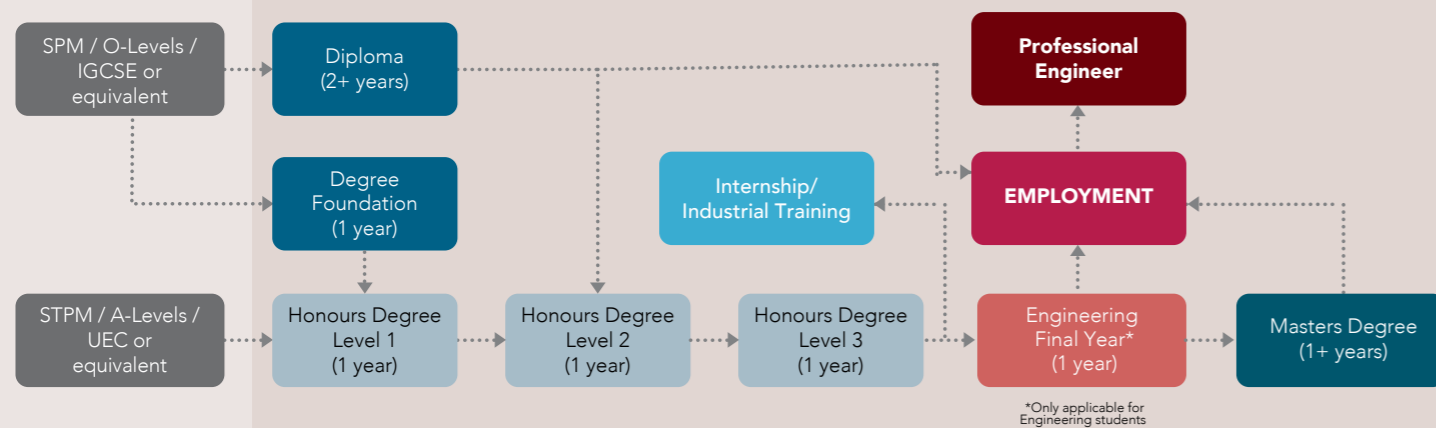 SPM / O-Levels /
IGCSE or
equivalent
Diploma
(2+ years)
Professional
Engineer
Degree
Foundation
(1 year)
Internship/
Industrial Training
EMPLOYMENT
STPM / A-Levels /
UEC or
equivalent
Honours Degree
Level 1
(1 year)
Honours Degree
Level 2
(1 year)
Honours Degree
Level 3
(1 year)
Engineering
Final Year*
(1 year)
Masters Degree
(1+ years)
*Only applicable for
Engineering students